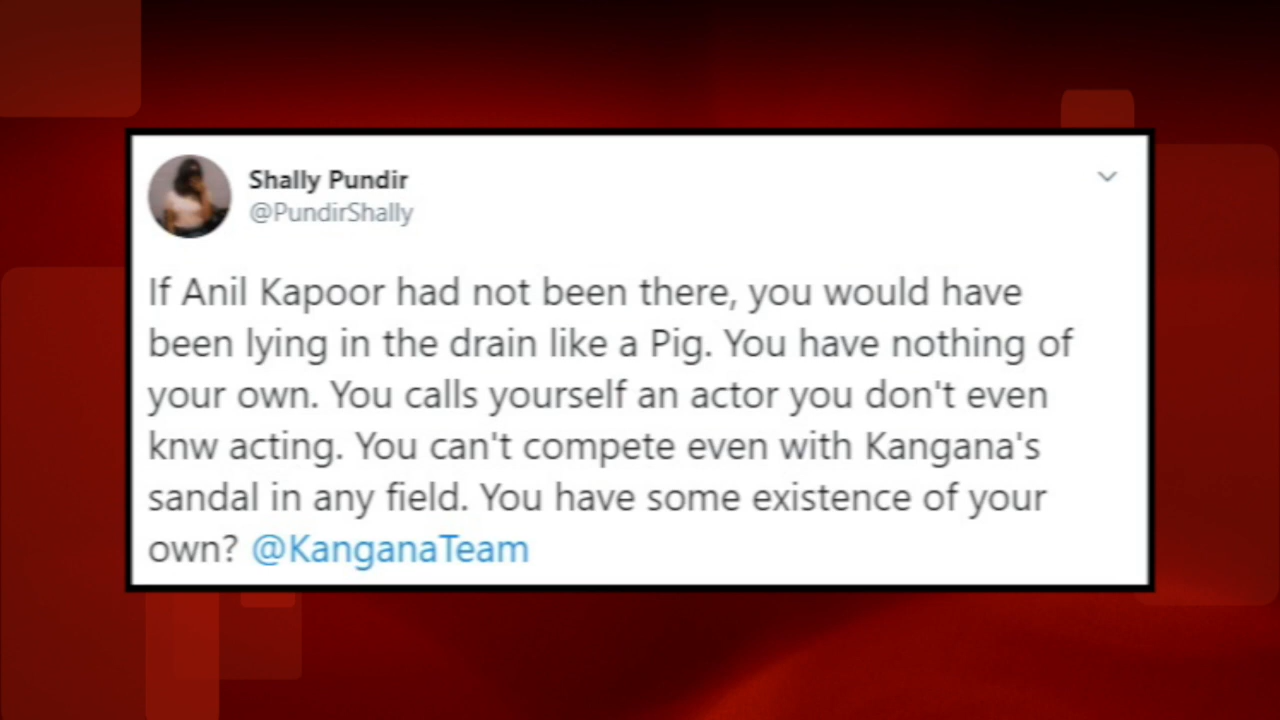 Shally Pundir
@PundirShally
If Anil Kapoor had not been there, you would have
been lying in the drain like a Pig. You have nothing of
your own. You calls yourself an actor you don't even
knw acting. You can't compete even with Kangana's
sandal in any field. You have some existence of your
own? @KanganaTeam